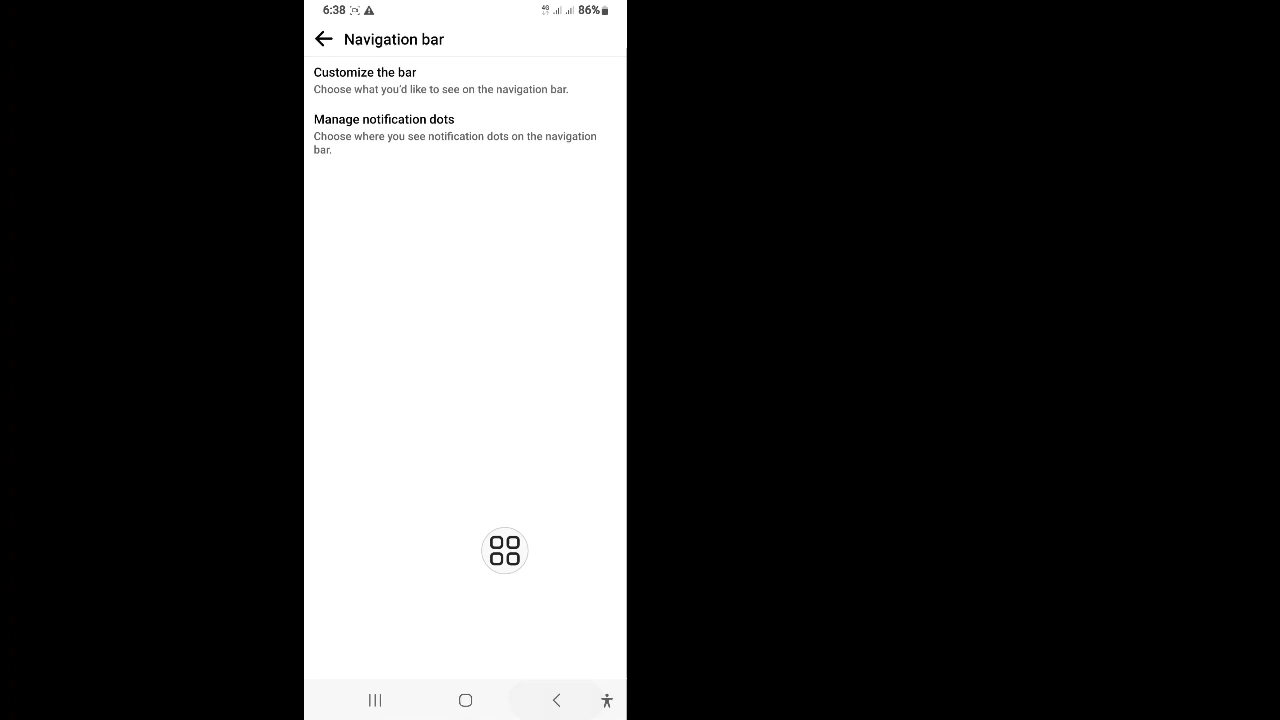 6:38
4G
86%
Navigation bar
Customize the bar
Choose what you'd like to see on the navigation bar.
Manage notification dots
Choose where you see notification dots on the navigation
bar.